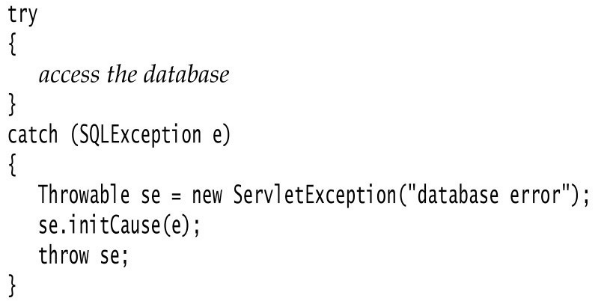 try
{
access the database
}
catch (SQLException e)
{
Throwable se = new ServletException("database error");
se.initCause(e);
throw se;
}